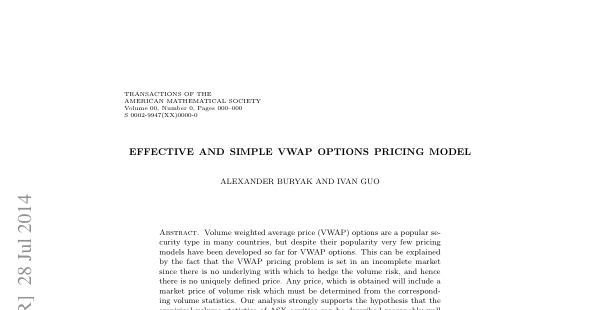 TRANSACTIONS OF THE
AMERICAN MATHEMATICAL SOCIETY
Volume 00, Number 0, Pages 000–000
S 0002-9947(XX)0000-0
EFFECTIVE AND SIMPLE VWAP OPTIONS PRICING MODEL
ALEXANDER BURYAK AND IVAN GUO
Abstract. Volume weighted average price (VWAP) options are a popular se-
curity type in many countries, but despite their popularity very few pricing
models have been developed so far for VWAP options. This can be explained
by the fact that the VWAP pricing problem is set in an incomplete market
since there is no underlying with which to hedge the volume risk, and hence
there is no uniquely defined price. Any price, which is obtained will include a
market price of volume risk which must be determined from the correspond-
ing volume statistics. Our analysis strongly supports the hypothesis that the
R] 28 Jul 2014